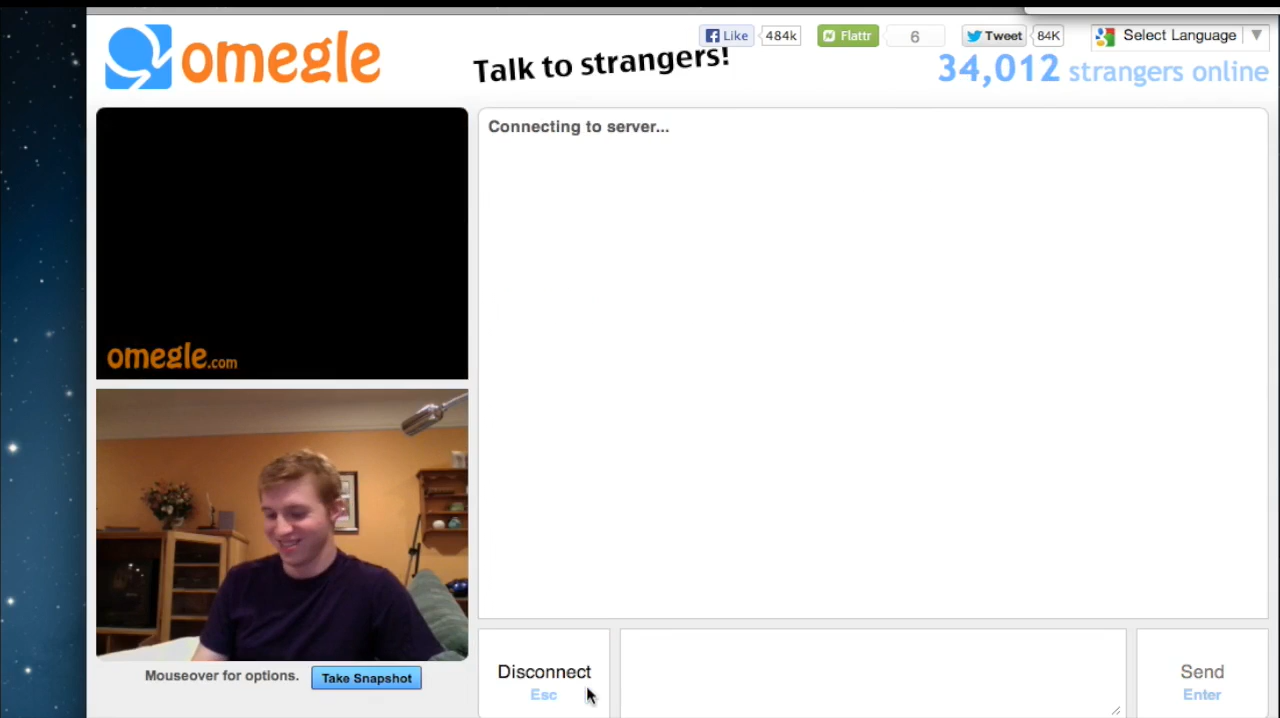 omegle
Talk to strangers!
Like 484k
Flattr 6
Tweet 84K
Select Language
34,012 strangers online
Connecting to server...
omegle.com
Mouseover for options.
Take Snapshot
Disconnect
Esc
Send
Enter